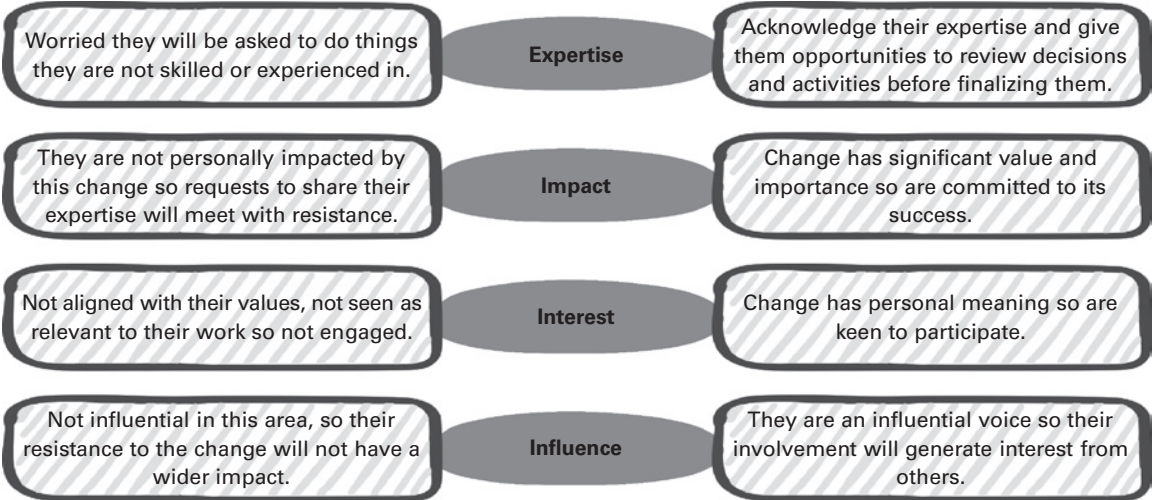 Worried they will be asked to do things
they are not skilled or experienced in.
Expertise
Acknowledge their expertise and give
them opportunities to review decisions
and activities before finalizing them.
They are not personally impacted by
this change so requests to share their
expertise will meet with resistance.
Impact
Change has significant value and
importance so are committed to its
success.
Not aligned with their values, not seen as
relevant to their work so not engaged.
Interest
Change has personal meaning so are
keen to participate.
Not influential in this area, so their
resistance to the change will not have a
wider impact.
Influence
They are an influential voice so their
involvement will generate interest from
others.